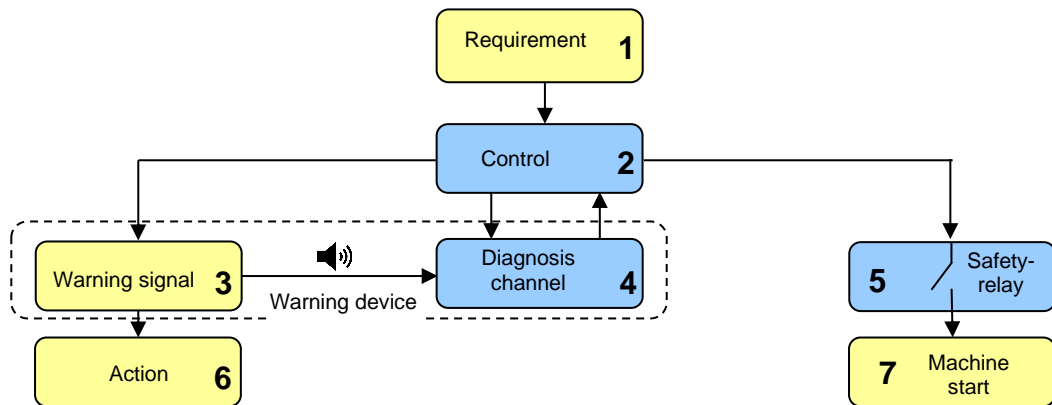 Requirement 1
Control 2
Warning signal 3
Diagnosis
channel 4
5 Safety-
relay
Warning device
Action 6
7 Machine
start